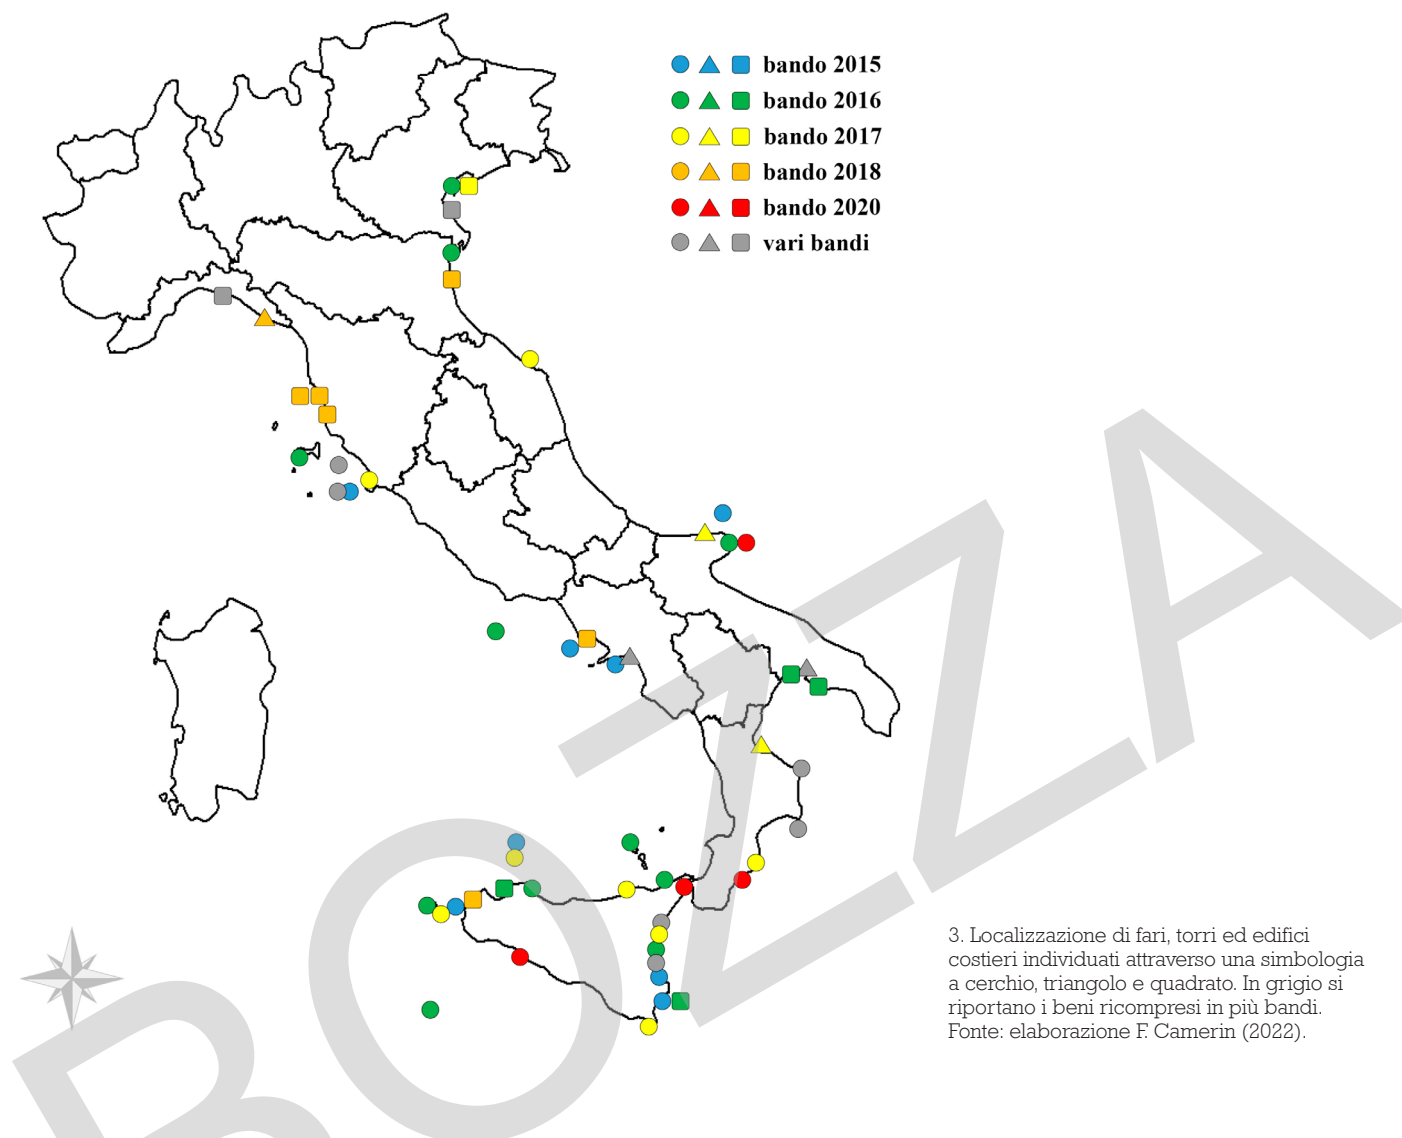 bando 2015
bando 2016
bando 2017
bando 2018
bando 2020
vari bandi
3. Localizzazione di fari, torri ed edifici
costieri individuati attraverso una simbologia
a cerchio, triangolo e quadrato. In grigio si
riportano i beni ricompresi in più bandi.
Fonte: elaborazione F. Camerin (2022).
BOZZA